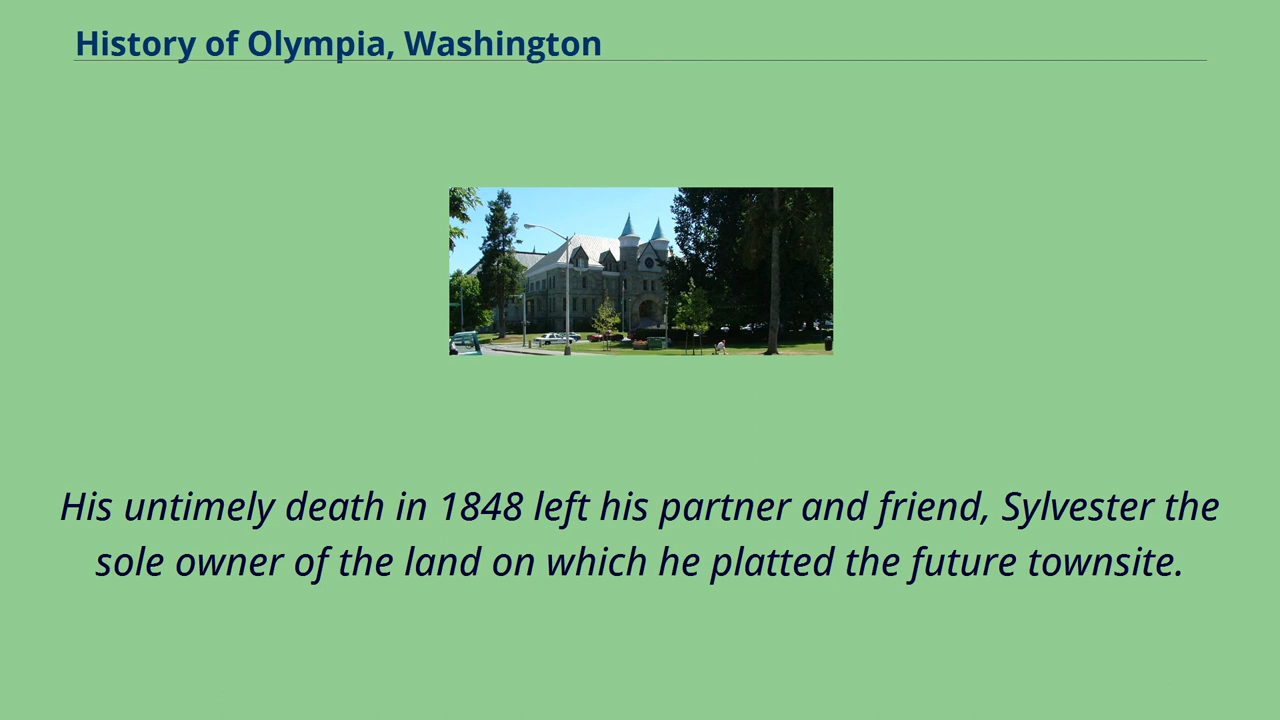 History of Olympia, Washington
His untimely death in 1848 left his partner and friend, Sylvester the
sole owner of the land on which he platted the future townsite.